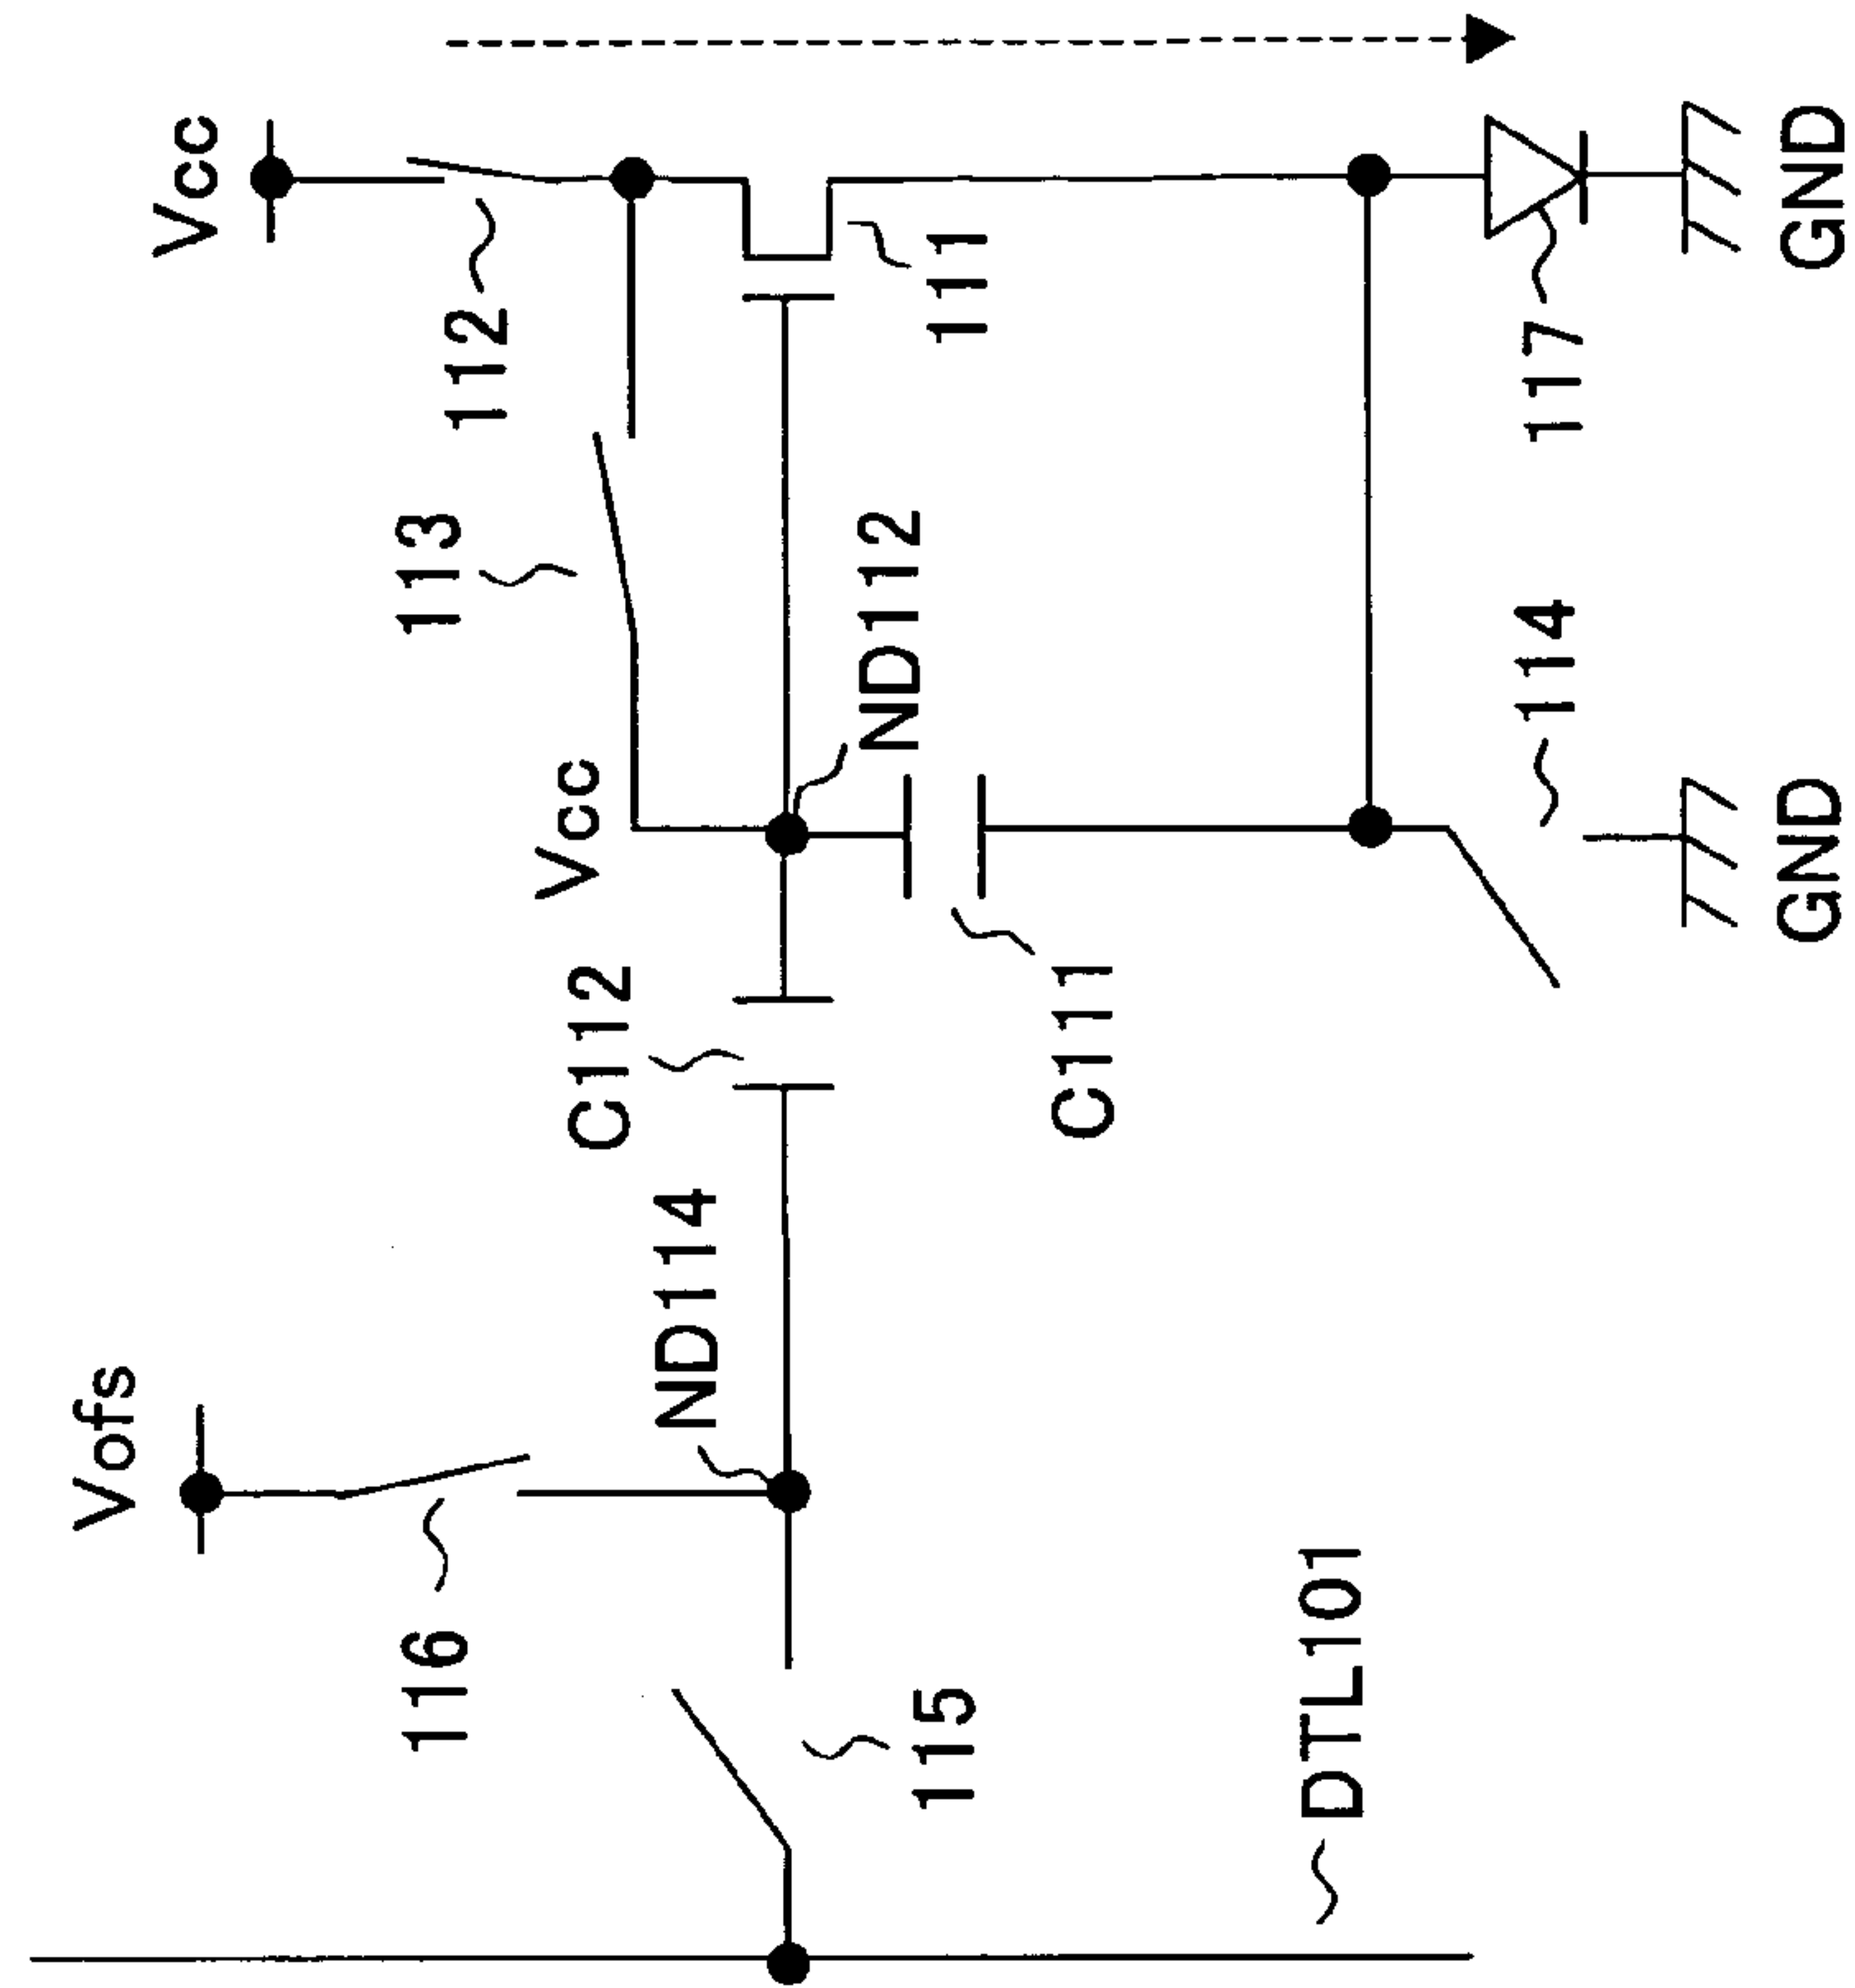 Vofs
Vcc
116
ND114
C112
Vcc
113
112
115
C111
ND112
111
DTL101
114
117
GND
GND